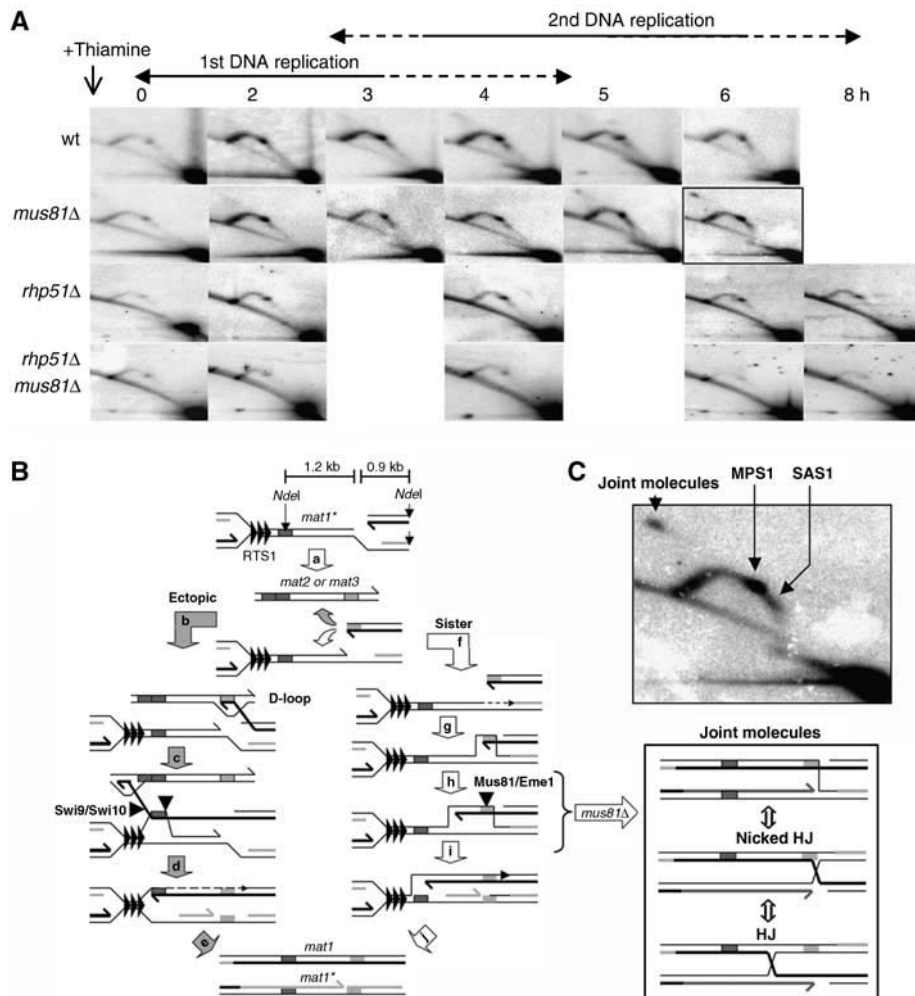 A
2nd DNA replication
+Thiamine
1st DNA replication
0 2 3 4 5 6 8 h
wt
mus81Δ
rhp51Δ
rhp51Δ
mus81Δ
B
1.2 kb 0.9 kb
NdeI NdeI
mat1*
RTS1
a
mat2 or mat3
Ectopic
b
Sister
f
D-loop
g
c
h Mus81/Eme1
Swi9/Swi10
mus81Δ
i
d
e
j
mat1
mat1*
C
MPS1 SAS1
Joint molecules
Joint molecules
Nicked HJ
HJ